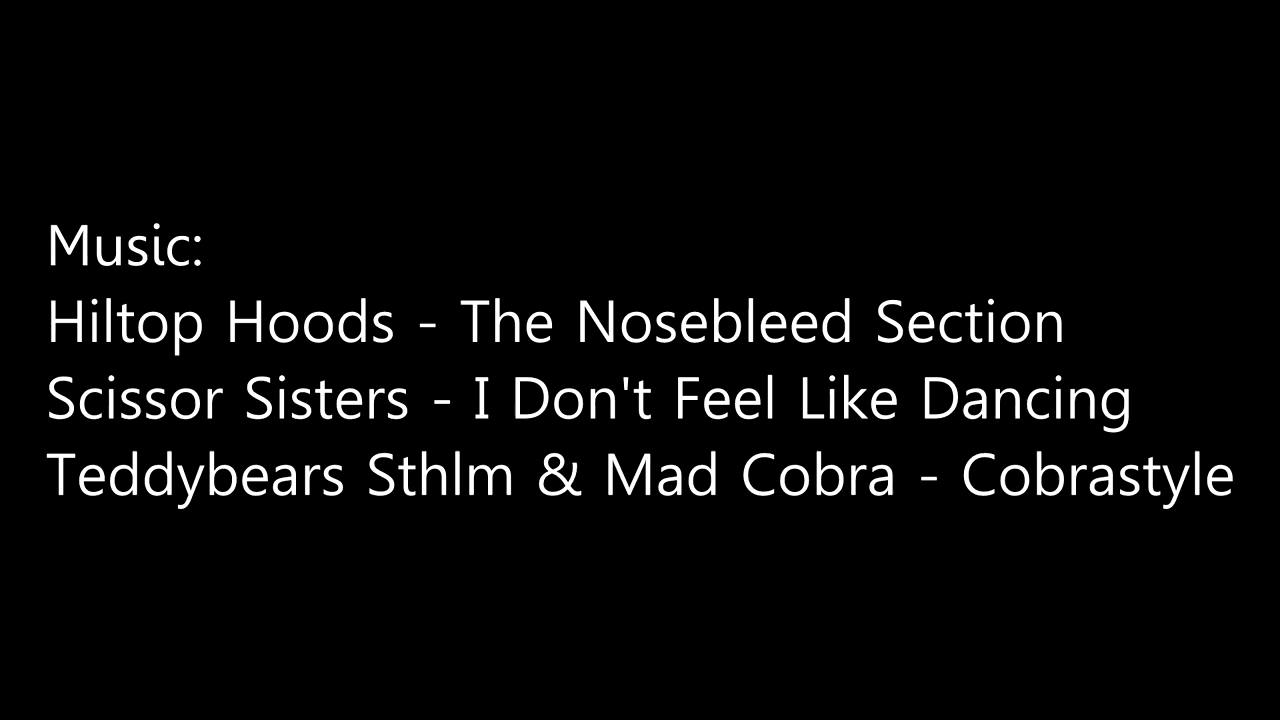 Music:
Hiltop Hoods - The Nosebleed Section
Scissor Sisters - I Don't Feel Like Dancing
Teddybears Sthlm & Mad Cobra - Cobrastyle